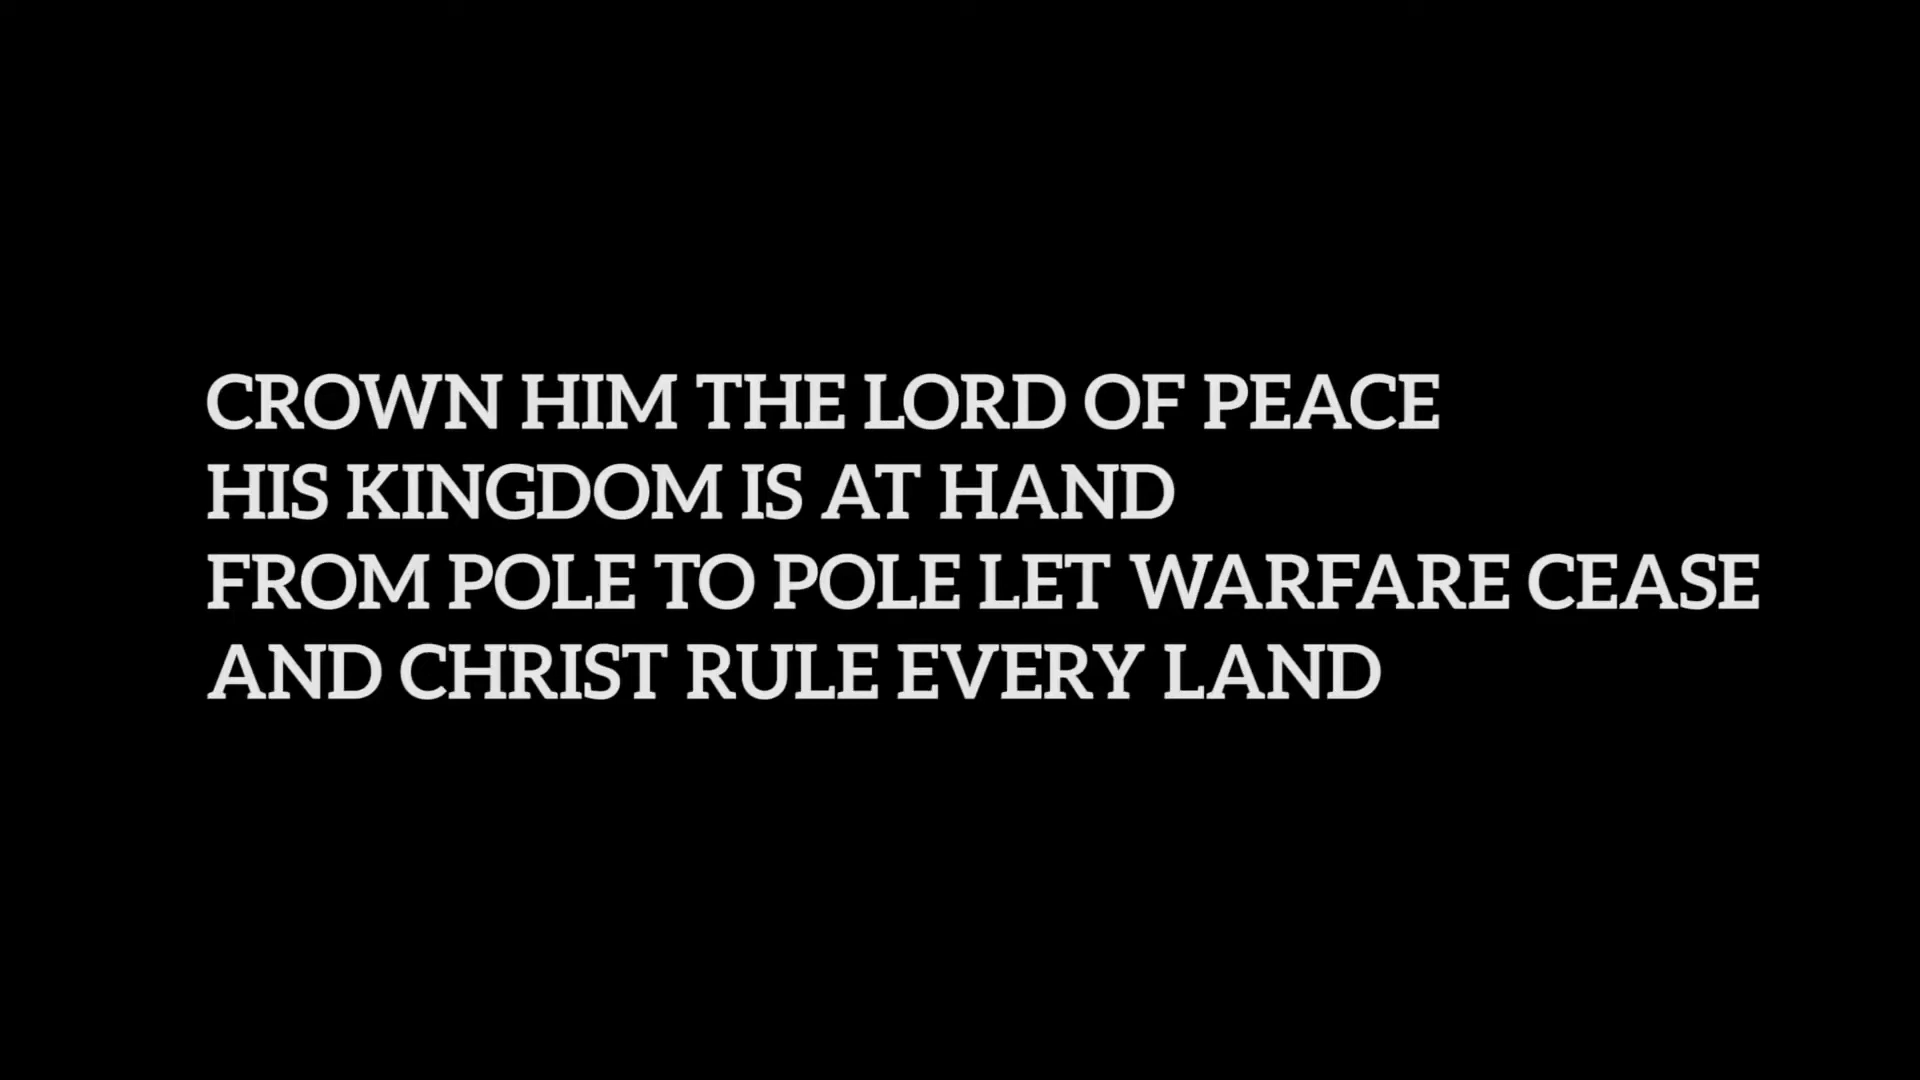 CROWN HIM THE LORD OF PEACE
HIS KINGDOM IS AT HAND
FROM POLE TO POLE LET WARFARE CEASE
AND CHRIST RULE EVERY LAND